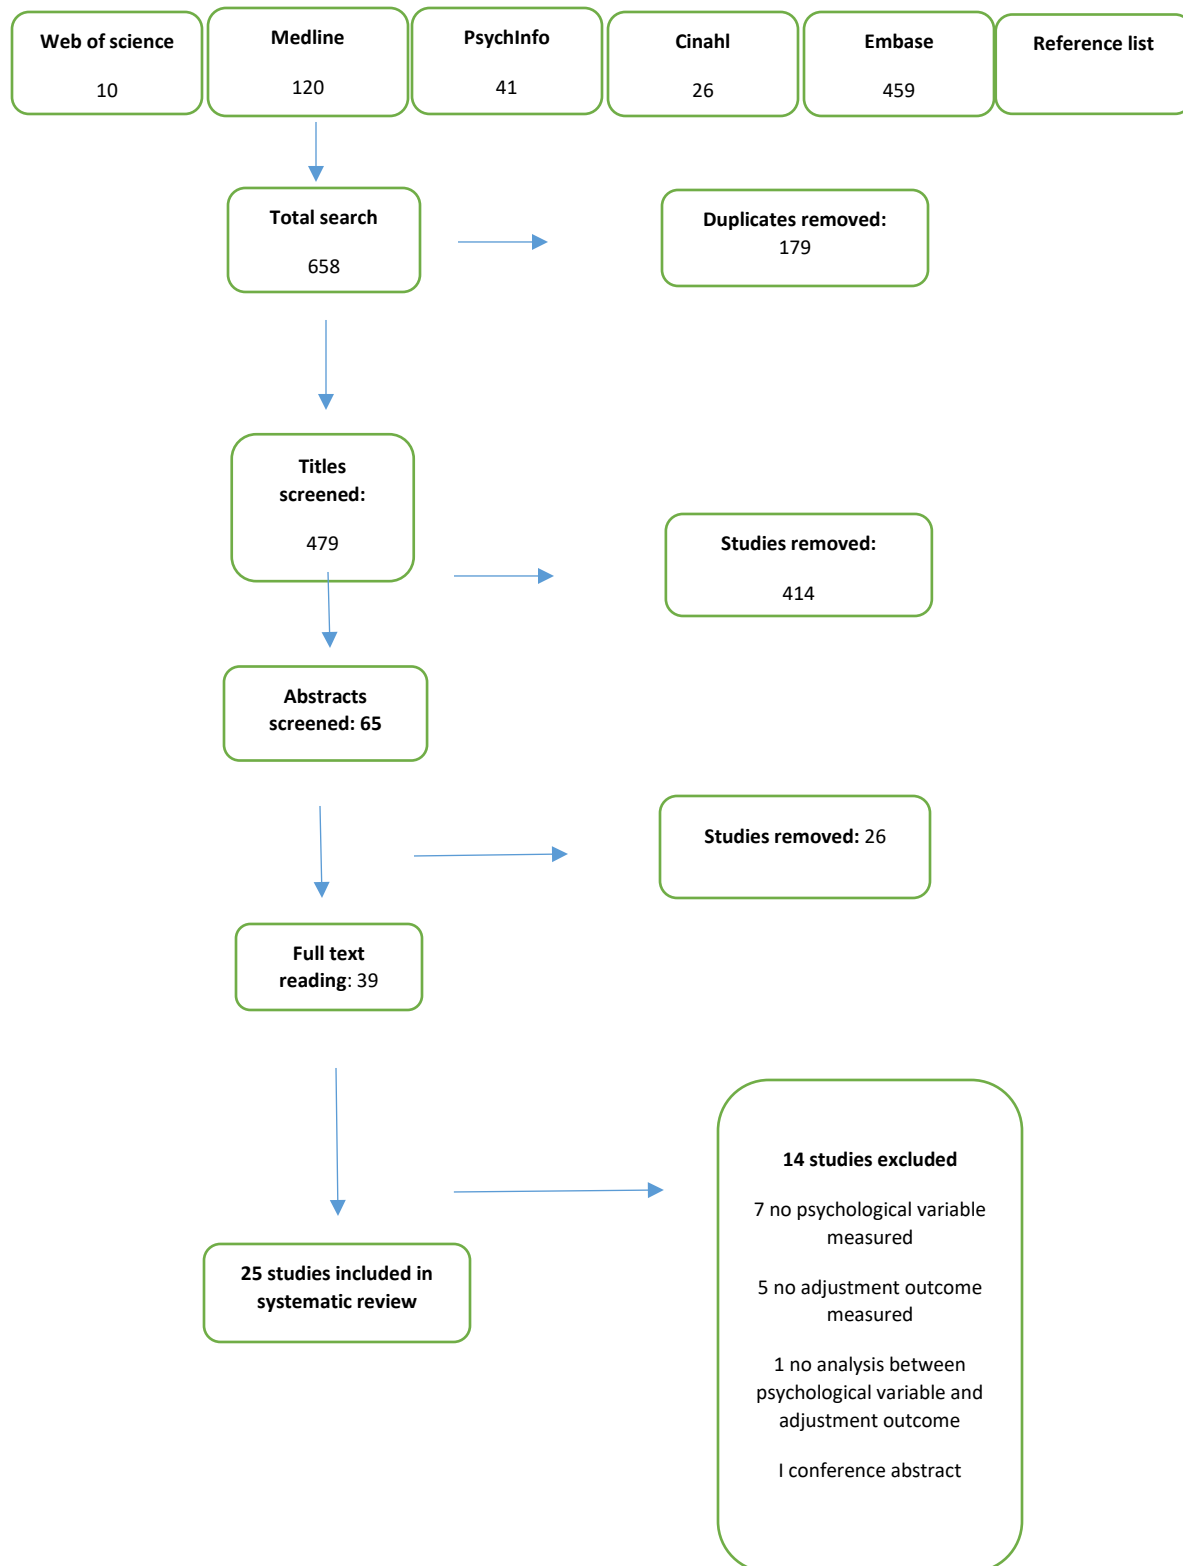 Web of science
10
Medline
120
PsychInfo
41
Cinahl
26
Embase
459
Reference list
Total search
658
Duplicates removed:
179
Titles
screened:
479
Studies removed:
414
Abstracts
screened: 65
Studies removed: 26
Full text
reading: 39
14 studies excluded
7 no psychological variable
measured
5 no adjustment outcome
measured
1 no analysis between
psychological variable and
adjustment outcome
I conference abstract
25 studies included in
systematic review